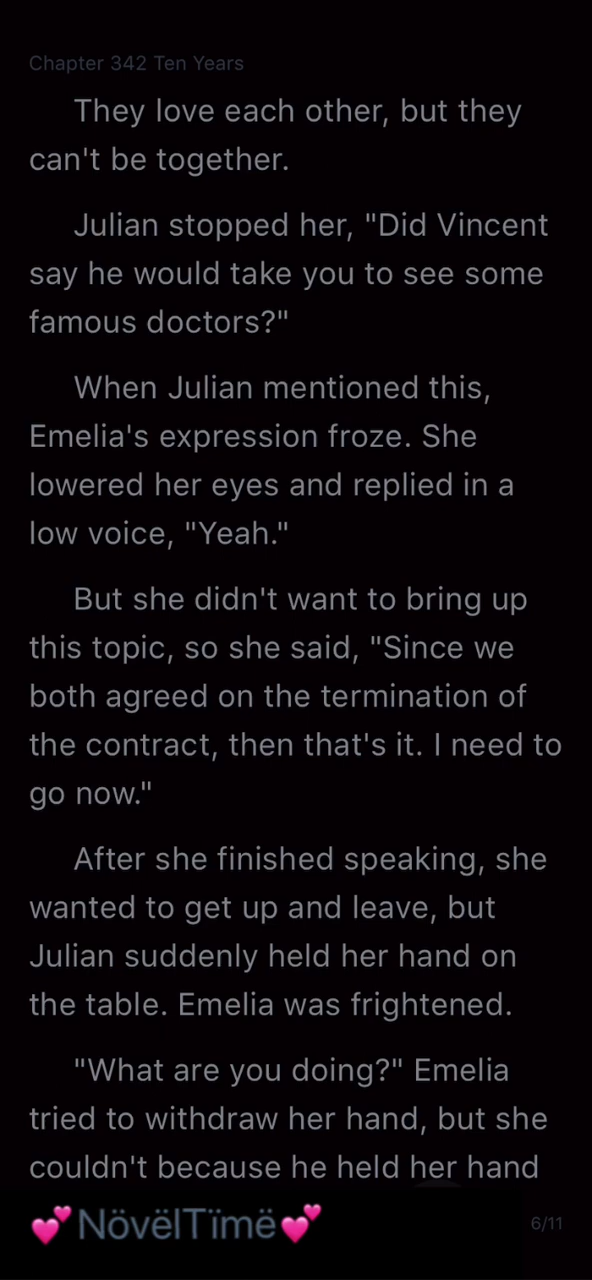 Chapter 342 Ten Years
They love each other, but they
can't be together.
Julian stopped her, "Did Vincent
say he would take you to see some
famous doctors?"
When Julian mentioned this,
Emelia's expression froze. She
lowered her eyes and replied in a
low voice, "Yeah."
But she didn't want to bring up
this topic, so she said, "Since we
both agreed on the termination of
the contract, then that's it. I need to
go now."
After she finished speaking, she
wanted to get up and leave, but
Julian suddenly held her hand on
the table. Emelia was frightened.
"What are you doing?" Emelia
tried to withdraw her hand, but she
couldn't because he held her hand
💕NövëlTïmë💕
6/11